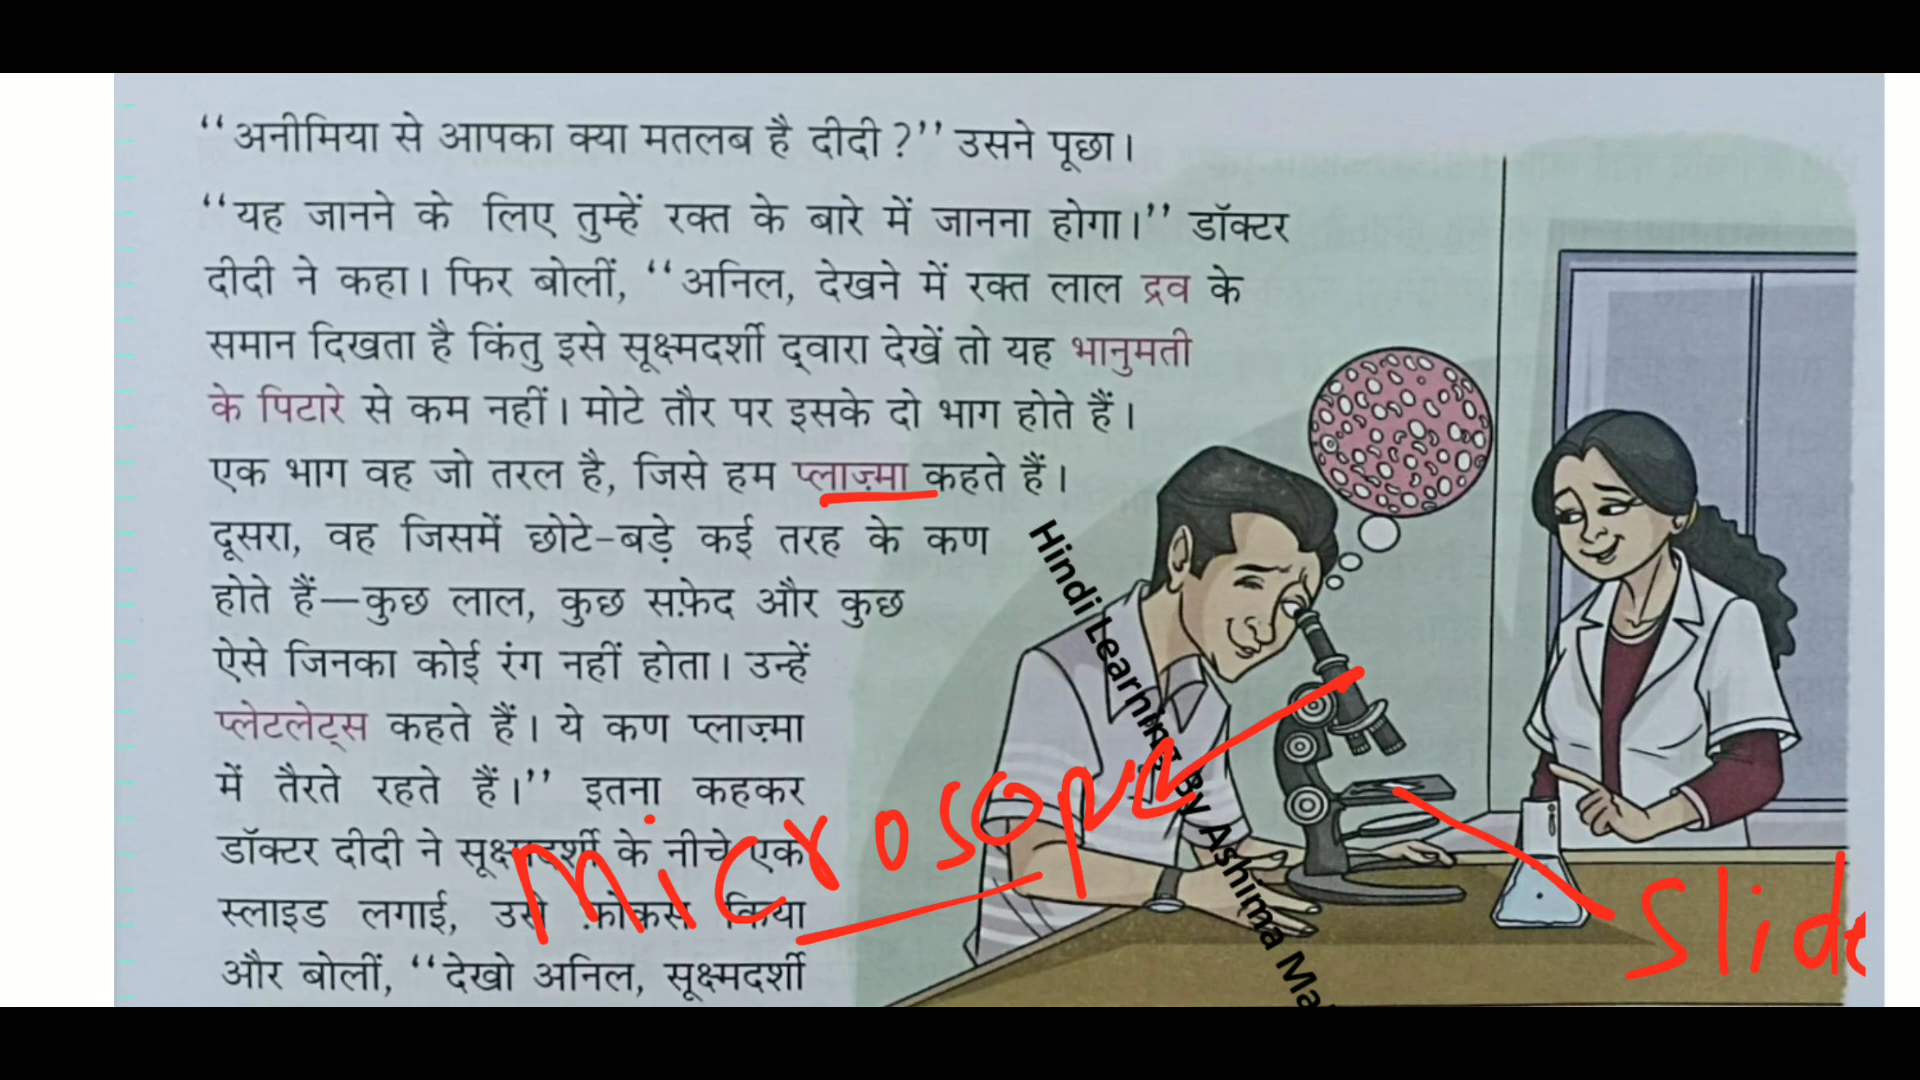 ‘‘अनीमिया से आपका क्या मतलब है दीदी ?’’ उसने पूछा।
‘‘यह जानने के लिए तुम्हें रक्त के बारे में जानना होगा।’’ डॉक्टर
दीदी ने कहा। फिर बोलीं, ‘‘अनिल, देखने में रक्त लाल द्रव के
समान दिखता है किंतु इसे सूक्ष्मदर्शी द्‌वारा देखें तो यह भानुमती
के पिटारे से कम नहीं। मोटे तौर पर इसके दो भाग होते हैं।
एक भाग वह जो तरल है, जिसे हम प्लाज़्मा कहते हैं।
दूसरा, वह जिसमें छोटे-बड़े कई तरह के कण
होते हैं—कुछ लाल, कुछ सफ़ेद और कुछ
ऐसे जिनका कोई रंग नहीं होता। उन्हें
प्लेटलेट्स कहते हैं। ये कण प्लाज़्मा
में तैरते रहते हैं।’’ इतना कहकर
डॉक्टर दीदी ने सूक्ष्मदर्शी के नीचे एक
स्लाइड लगाई, उसे फ़ोकस किया
और बोलीं, ‘‘देखो अनिल, सूक्ष्मदर्शी
Hindi Learning By Ashima Ma
Microsope
Slide